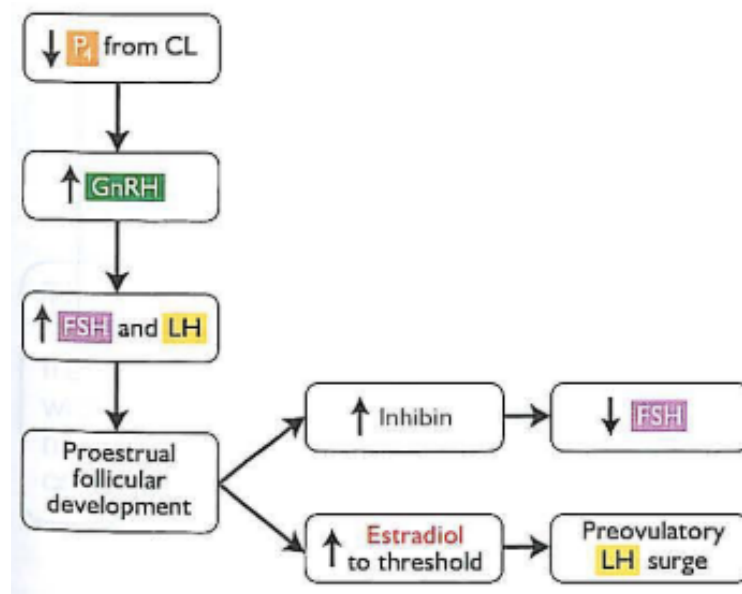 ↓ P₄ from CL
↑ GnRH
↑ FSH and LH
Proestrual
follicular
development
↑ Inhibin
↓ FSH
↑ Estradiol
to threshold
Preovulatory
LH surge